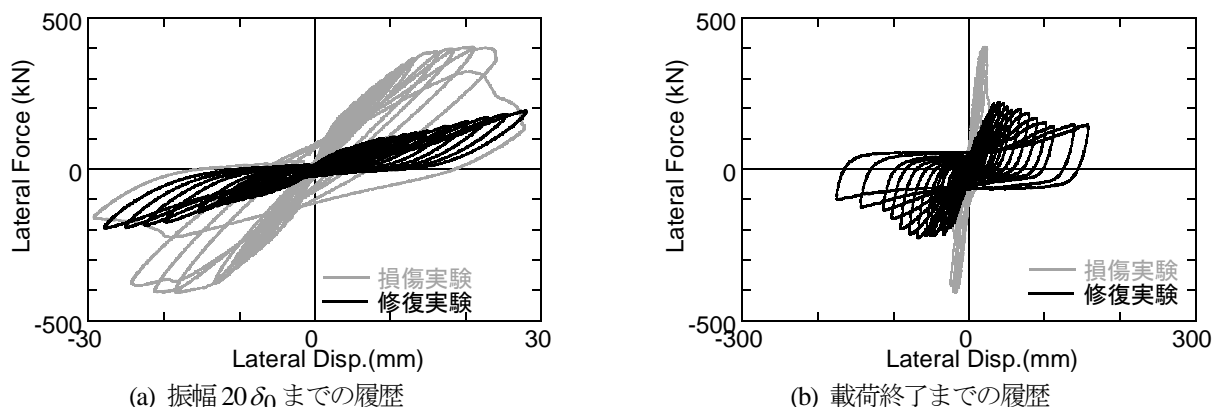 500
0
-500
-30
0
30
Lateral Force (kN)
Lateral Disp.(mm)
損傷実験
修復実験
(a) 振幅 20δ0 までの履歴
500
0
-500
-300
0
300
Lateral Force (kN)
Lateral Disp.(mm)
損傷実験
修復実験
(b) 載荷終了までの履歴